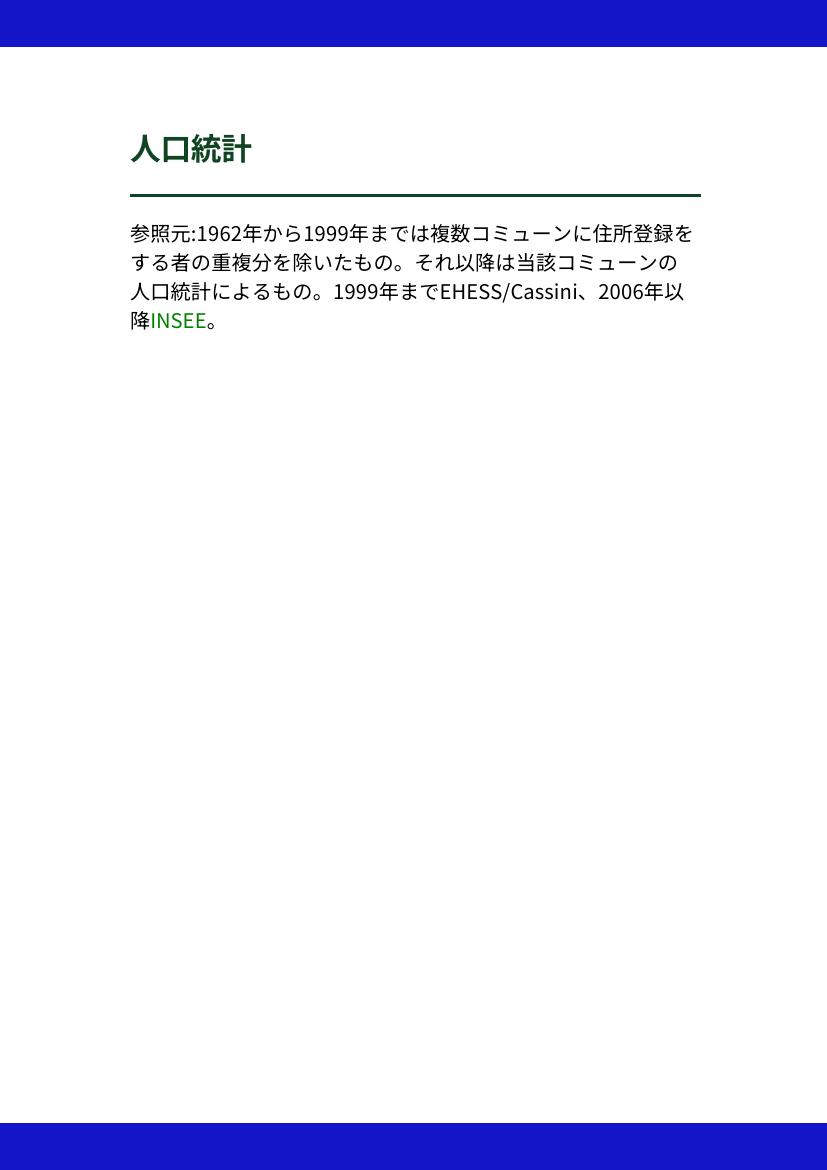 人口統計
参照元:1962年から1999年までは複数コミューンに住所登録を
する者の重複分を除いたもの。それ以降は当該コミューンの
人口統計によるもの。1999年までEHESS/Cassini、2006年以
降INSEE。